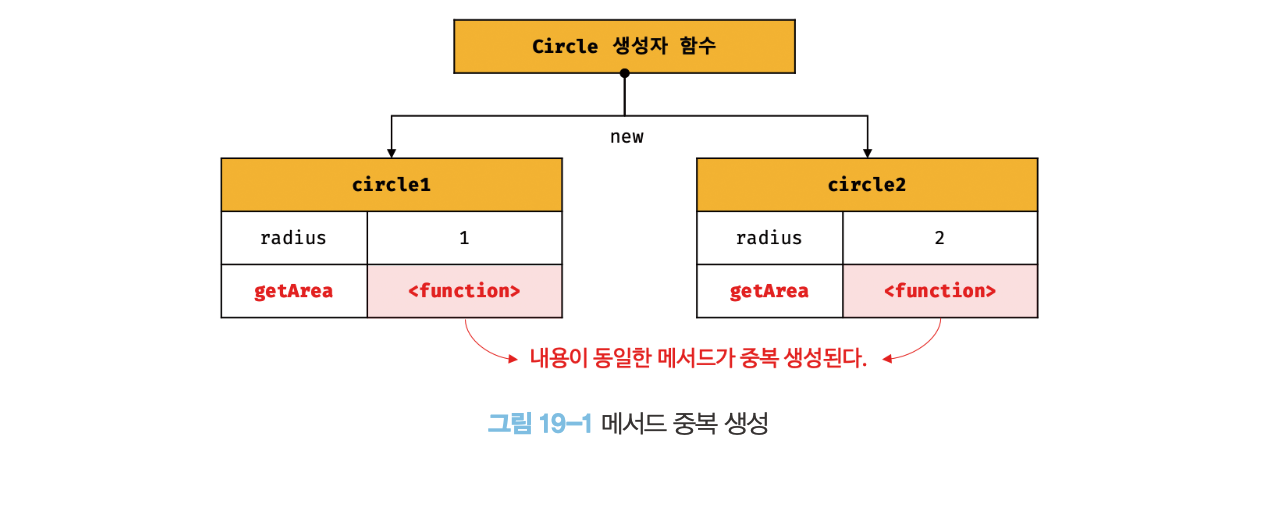 Circle 생성자 함수
new
circle1
circle2
radius 1
radius 2
getArea <function>
getArea <function>
내용이 동일한 메서드가 중복 생성된다.
그림 19–1 메서드 중복 생성